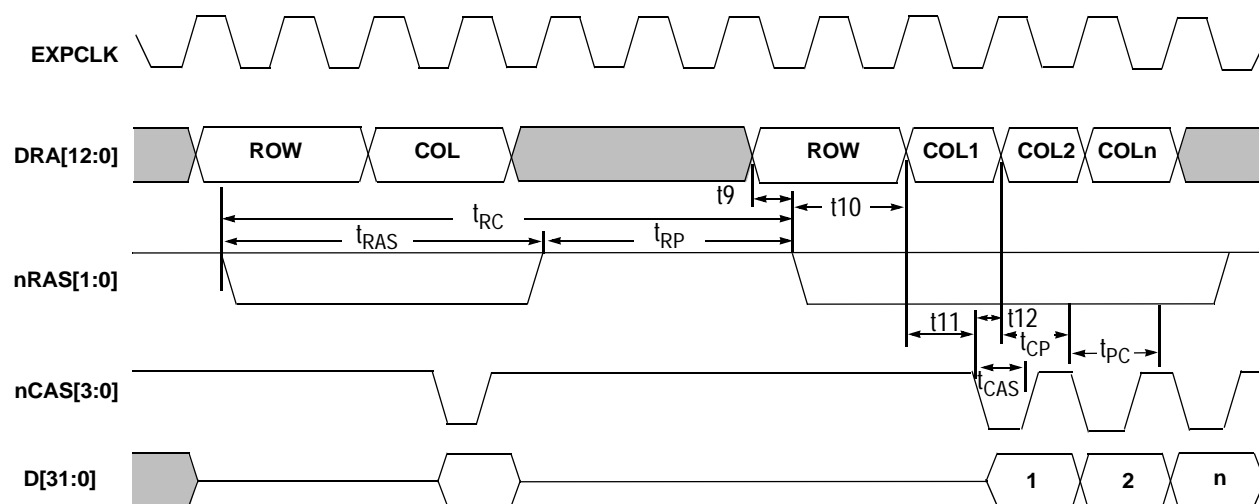 EXPCLK
DRA[12:0] ROW COL ROW COL1 COL2 COLn
t9 t10
tRC
tRAS tRP
nRAS[1:0]
t11 t12
tCP tPC
tCAS
nCAS[3:0]
D[31:0] 1 2 n